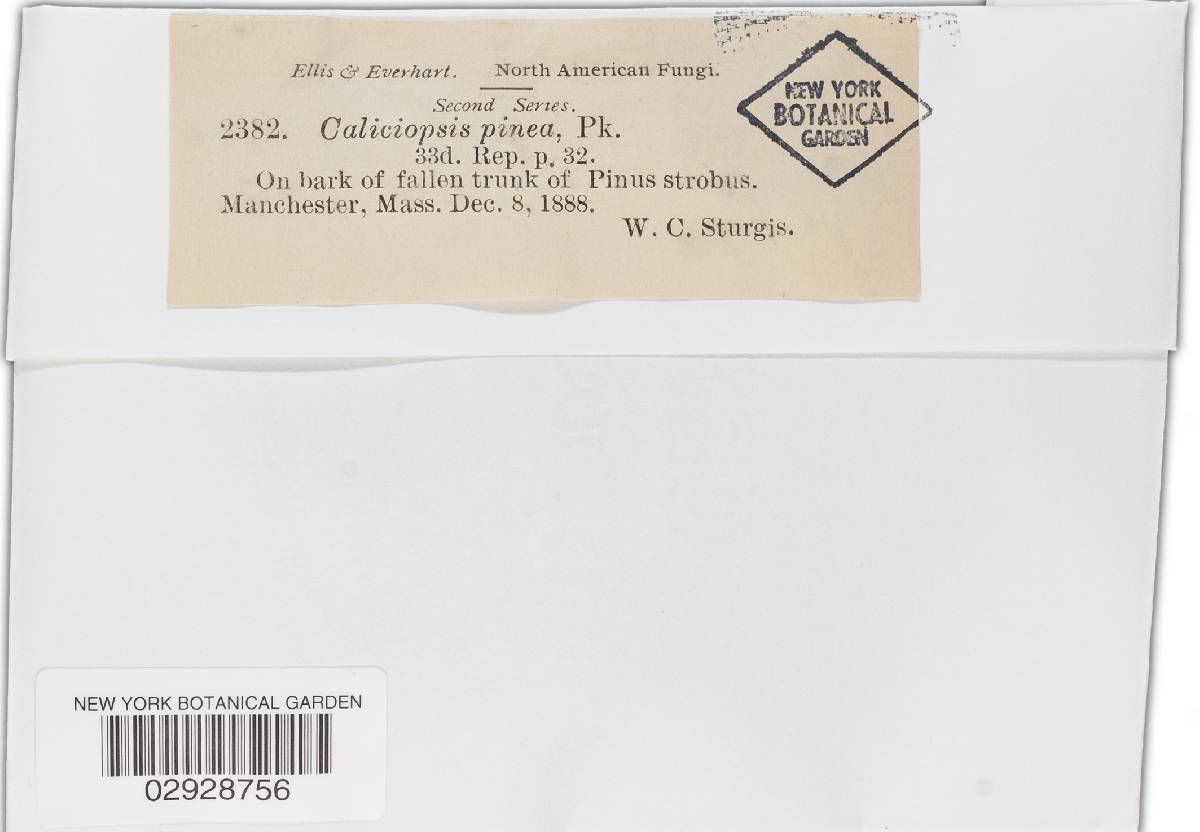 Ellis & Everhart. North American Fungi.
Second Series.
2382. Caliciopsis pinea, Pk.
33d. Rep. p. 32.
On bark of fallen trunk of Pinus strobus.
Manchester, Mass. Dec. 8, 1888.
W. C. Sturgis.
NEW YORK
BOTANICAL
GARDEN
NEW YORK BOTANICAL GARDEN
02928756